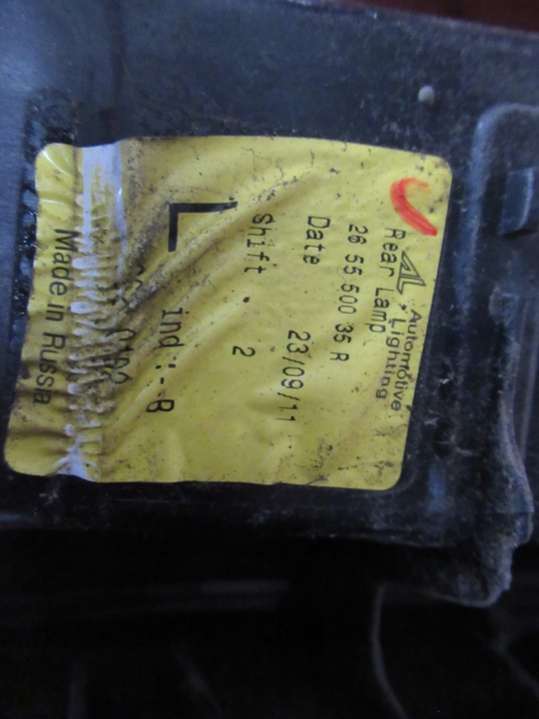 AL Automotive
Lighting
Rear Lamp
26 55 500 35 R
Date 23/09/11
Shift. 2
L ind:-B
Made in Russia